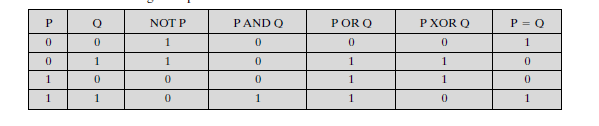 P Q NOT P P AND Q P OR Q P XOR Q P = Q
0 0 1 0 0 0 1
0 1 1 0 1 1 0
1 0 0 0 1 1 0
1 1 0 1 1 0 1